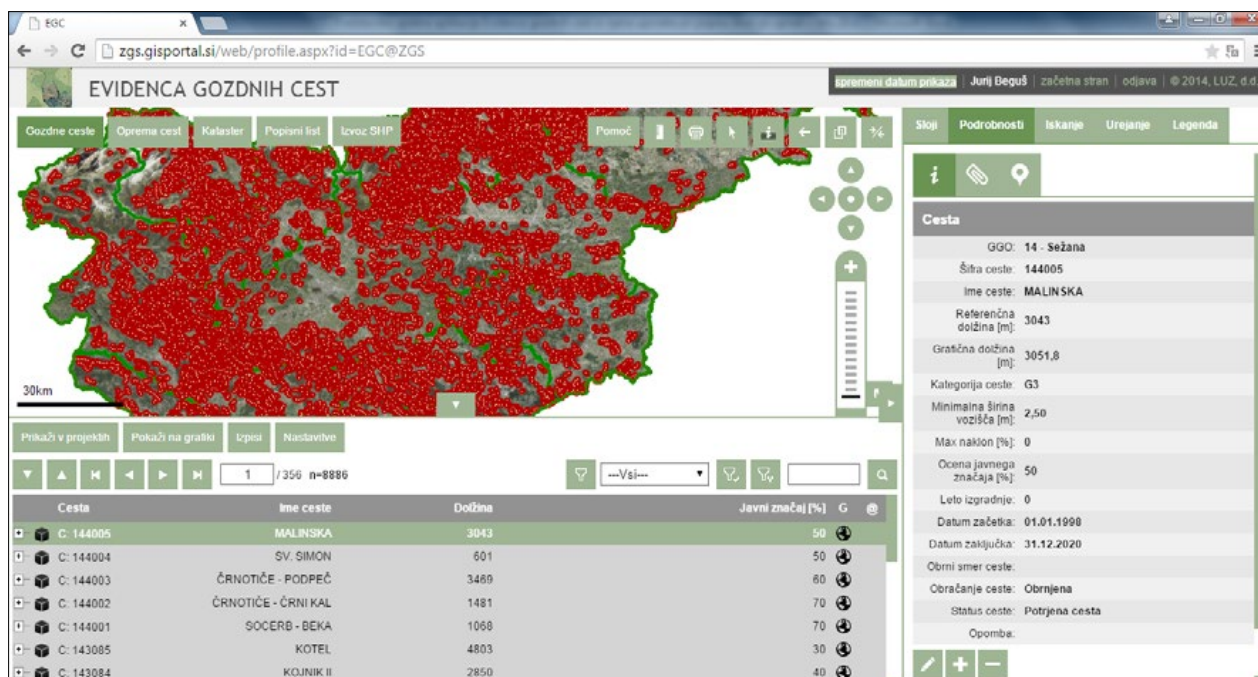 EGC
zgs.gisportal.si/web/profile.aspx?id=EGC@ZGS
EVIDENCA GOZDNIH CEST
spremeni datum prikaza | Jurij Beguš | začetna stran | odjava | © 2014, LUZ, d.d.
Gozdne ceste Oprema cest Kataster Popisni list Izvoz SHP Pomoč
30km
Sloji Podrobnosti Iskanje Urejanje Legenda
Cesta
GGO: 14 - Sežana
Šifra ceste: 144005
Ime ceste: MALINSKA
Referenčna dolžina [m]: 3043
Grafična dolžina [m]: 3051,8
Kategorija ceste: G3
Minimalna širina vozišča [m]: 2,50
Max naklon [%]: 0
Ocena javnega značaja [%]: 50
Leto izgradnje: 0
Datum začetka: 01.01.1998
Datum zaključka: 31.12.2020
Obrni smer ceste:
Obračanje ceste: Obrnjena
Status ceste: Potrjena cesta
Opomba:
Prikaži v projektih Pokaži na grafiki Izpisi Nastavitve
1 / 356 n=8886 ---Vsi---
Cesta Ime ceste Dolžina Javni značaj [%] G @
C: 144005 MALINSKA 3043 50
C: 144004 SV. SIMON 601 50
C: 144003 ČRNOTIČE - PODPEČ 3469 60
C: 144002 ČRNOTIČE - ČRNI KAL 1481 70
C: 144001 SOCERB - BEKA 1068 70
C: 143085 KOTEL 4803 30
C: 143084 KOJNIK II 2850 40